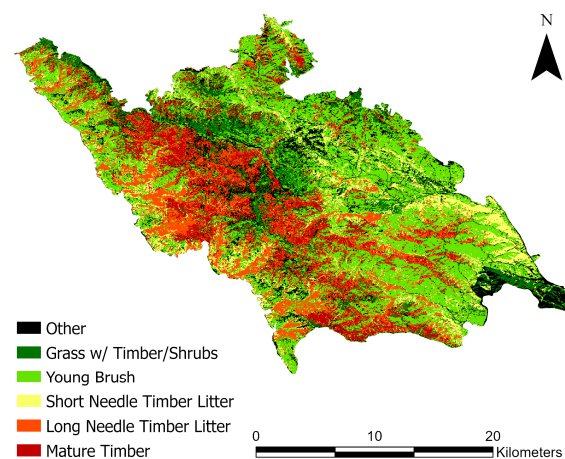 N
Other
Grass w/ Timber/Shrubs
Young Brush
Short Needle Timber Litter
Long Needle Timber Litter
Mature Timber
0 10 20
Kilometers